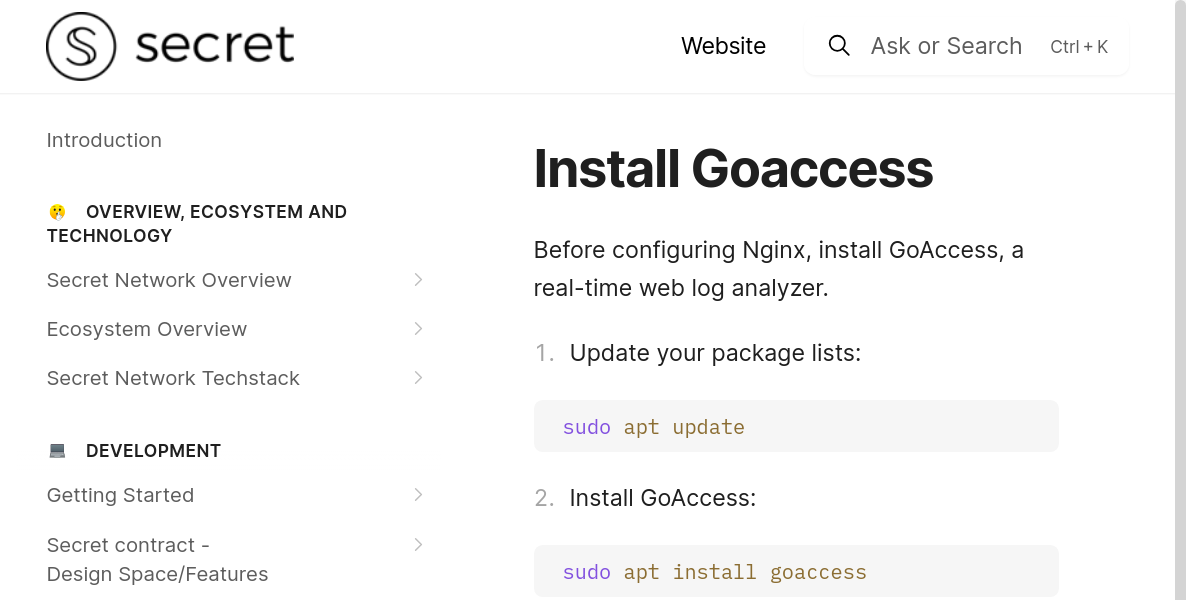 secret
Website
Ask or Search
Ctrl + K
Introduction
OVERVIEW, ECOSYSTEM AND
TECHNOLOGY
Secret Network Overview
Ecosystem Overview
Secret Network Techstack
DEVELOPMENT
Getting Started
Secret contract -
Design Space/Features
Install Goaccess
Before configuring Nginx, install GoAccess, a
real-time web log analyzer.
1. Update your package lists:
sudo apt update
2. Install GoAccess:
sudo apt install goaccess